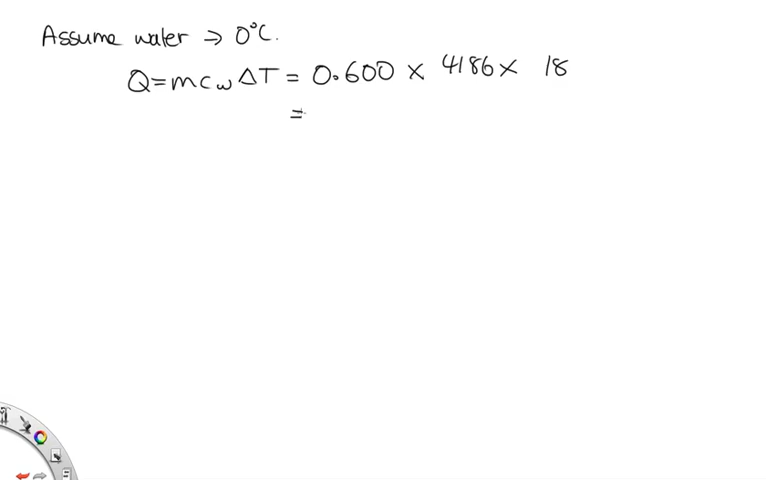 Assume water → 0°C.
Q=mc_w ΔT = 0.600 × 4186 × 18
=